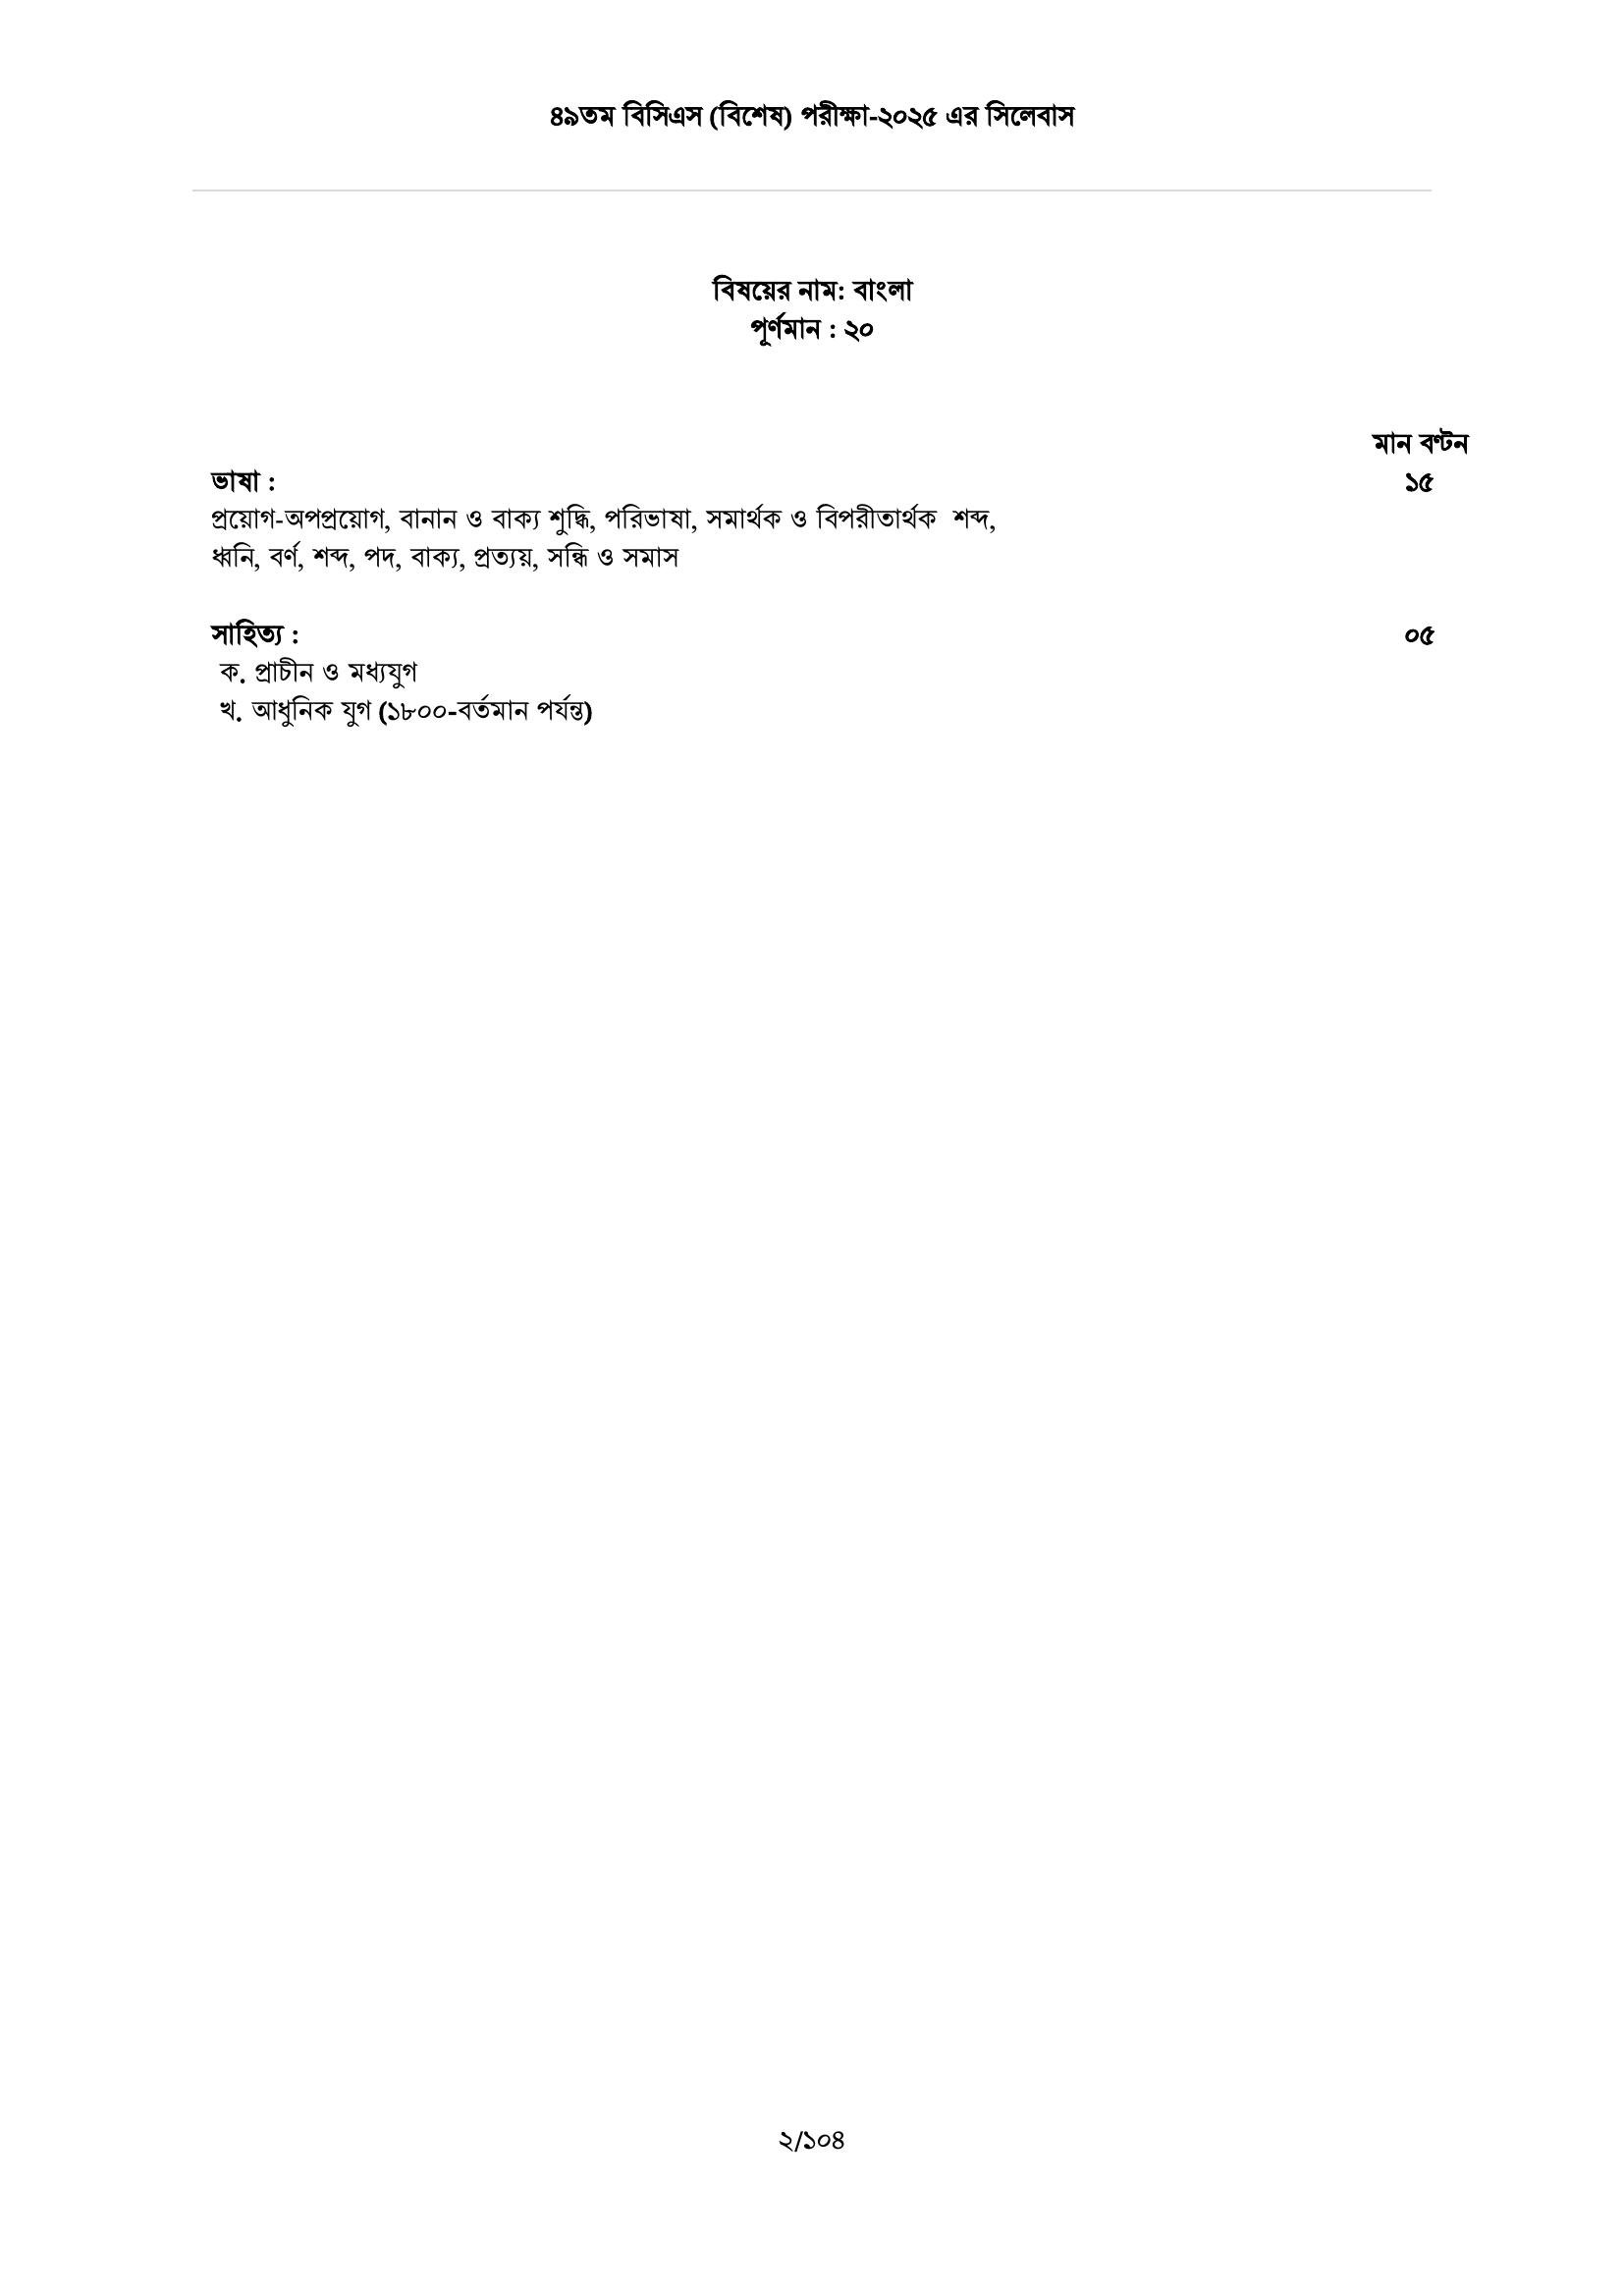 ৪৯তম বিসিএস (বিশেষ) পরীক্ষা-২০২৫ এর সিলেবাস
বিষয়ের নাম: বাংলা
পূর্ণমান : ২০
মান বণ্টন
ভাষা : ১৫
প্রয়োগ-অপপ্রয়োগ, বানান ও বাক্য শুদ্ধি, পরিভাষা, সমার্থক ও বিপরীতার্থক শব্দ,
ধ্বনি, বর্ণ, শব্দ, পদ, বাক্য, প্রত্যয়, সন্ধি ও সমাস
সাহিত্য : ০৫
ক. প্রাচীন ও মধ্যযুগ
খ. আধুনিক যুগ (১৮০০-বর্তমান পর্যন্ত)
২/১০৪